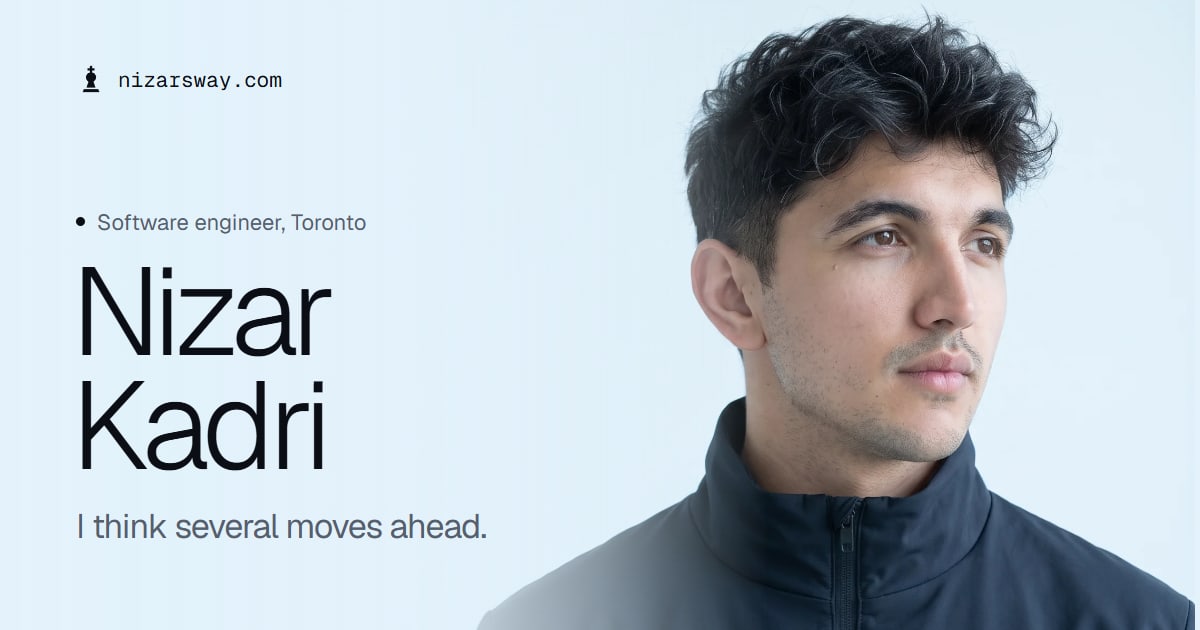 nizarsway.com
Software engineer, Toronto
Nizar
Kadri
I think several moves ahead.